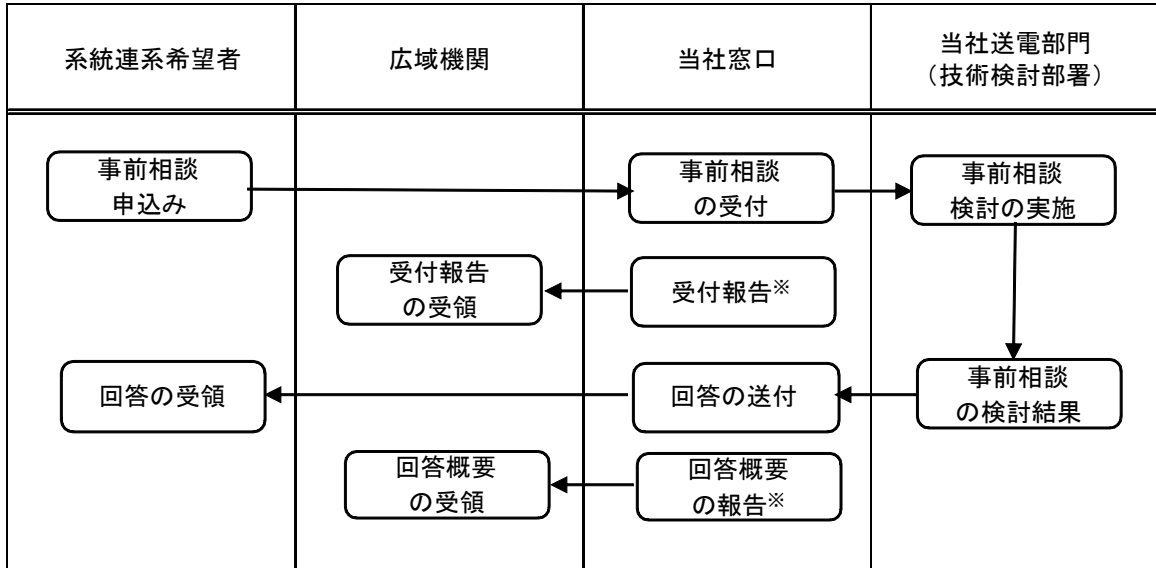 系統連系希望者
広域機関
当社窓口
当社送電部門
（技術検討部署）
事前相談
申込み
事前相談
の受付
事前相談
検討の実施
受付報告
の受領
受付報告※
回答の受領
回答の送付
事前相談
の検討結果
回答概要
の受領
回答概要
の報告※